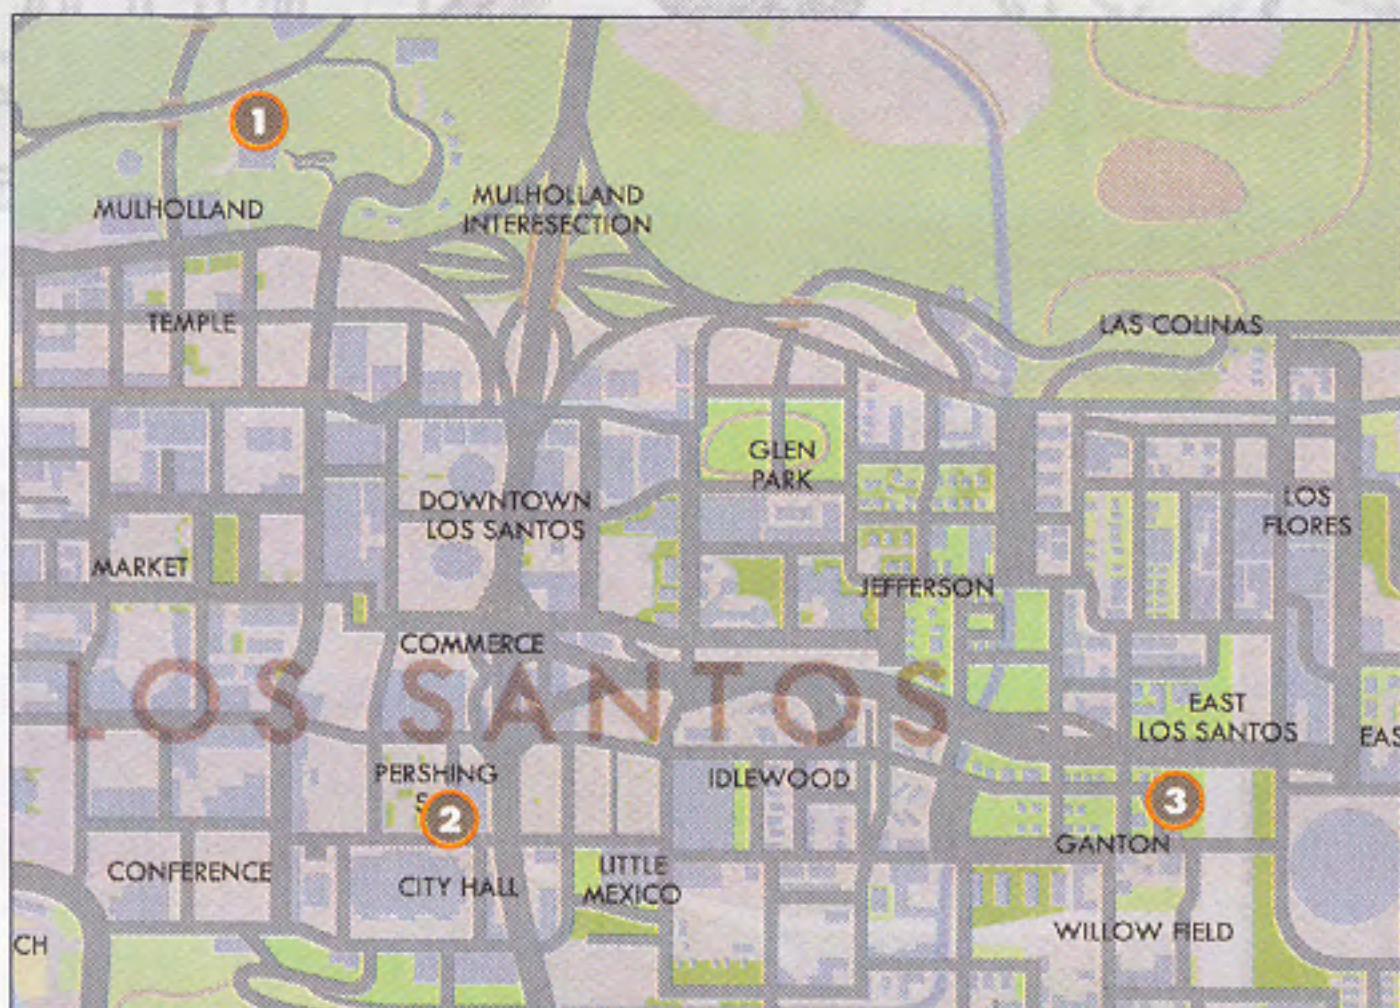 1
MULHOLLAND
MULHOLLAND
INTERESECTION
TEMPLE
LAS COLINAS
GLEN
PARK
DOWNTOWN
LOS SANTOS
LOS
FLORES
MARKET
JEFFERSON
COMMERCE
LOS SANTOS
EAST
LOS SANTOS
EAS
PERSHING
S
2
IDLEWOOD
3
GANTON
CONFERENCE
CITY HALL
LITTLE
MEXICO
WILLOW FIELD
CH